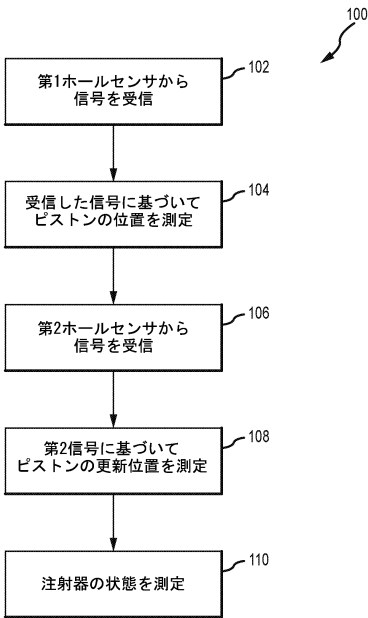 100
102
第1ホールセンサから
信号を受信
104
受信した信号に基づいて
ピストンの位置を測定
106
第2ホールセンサから
信号を受信
108
第2信号に基づいて
ピストンの更新位置を測定
110
注射器の状態を測定